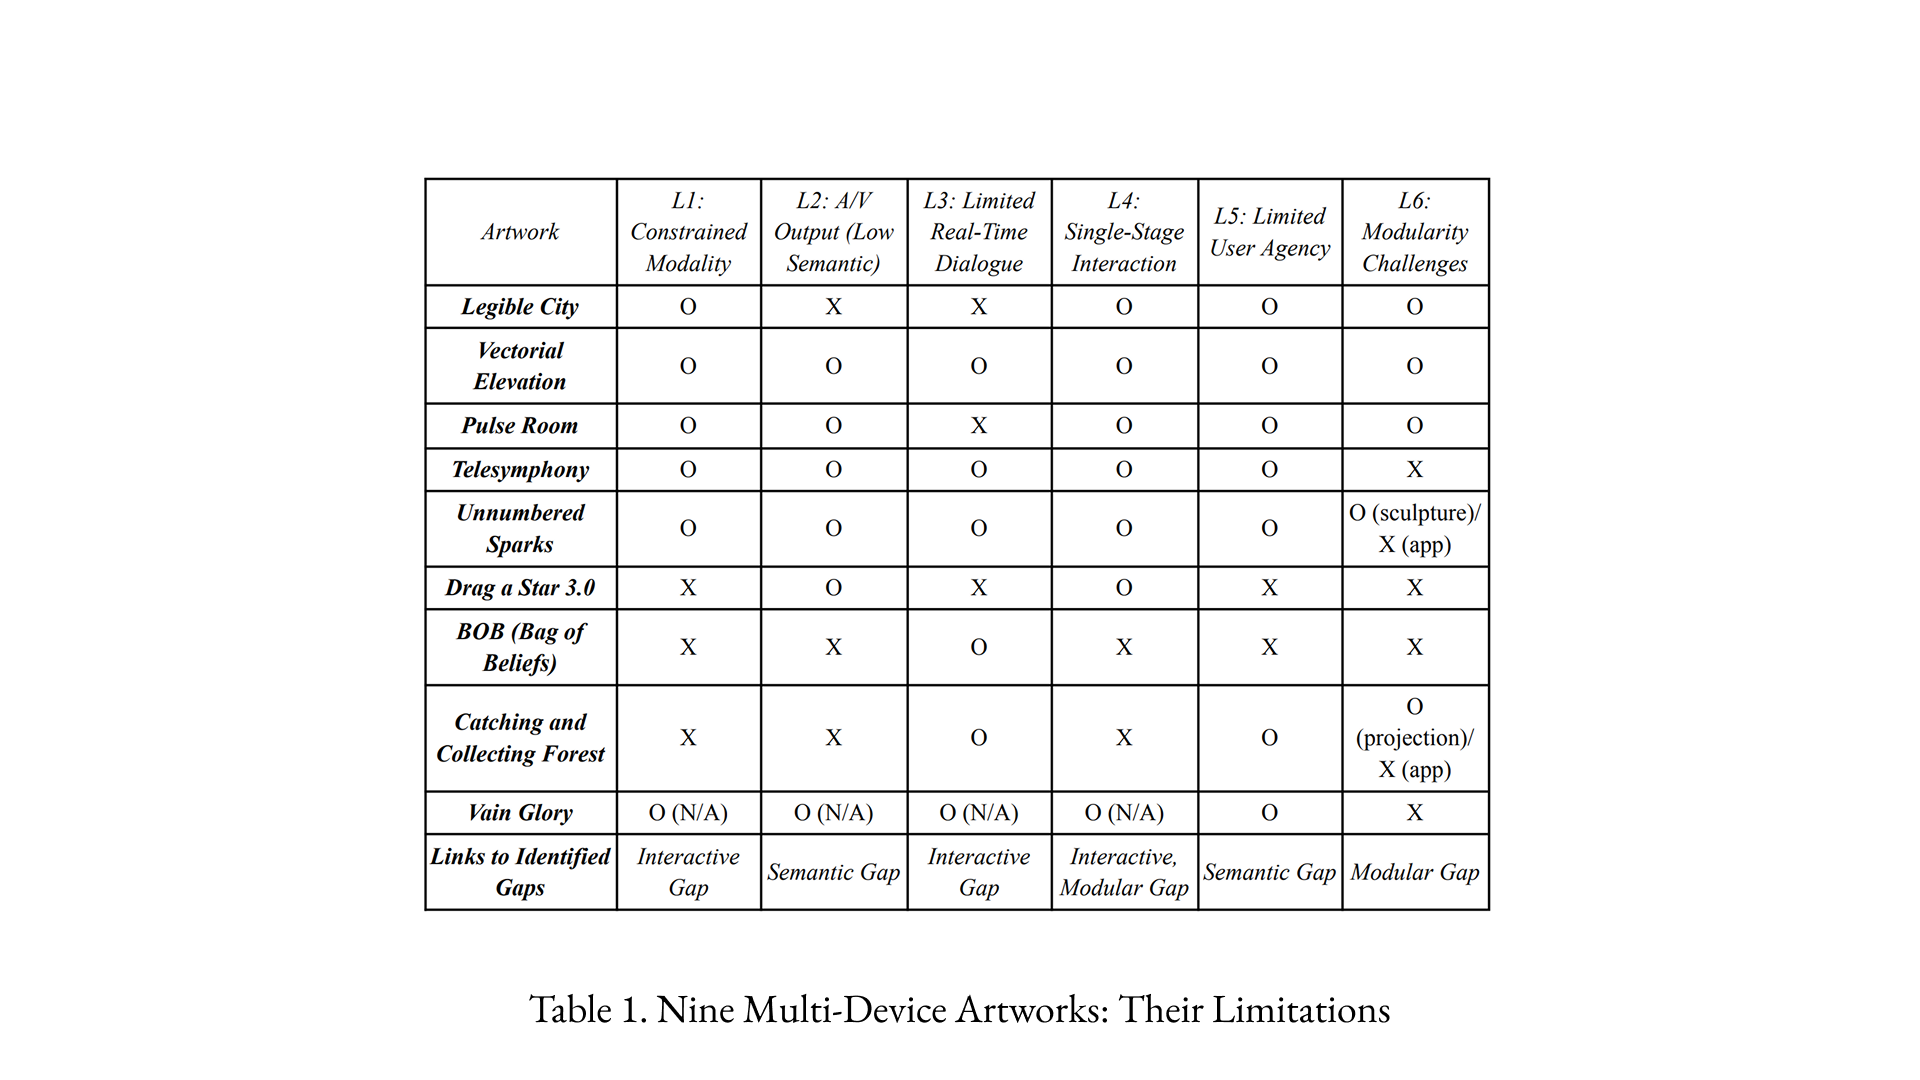 Artwork
L1:
Constrained
Modality
L2: A/V
Output (Low
Semantic)
L3: Limited
Real-Time
Dialogue
L4:
Single-Stage
Interaction
L5: Limited
User Agency
L6:
Modularity
Challenges
Legible City
O
X
X
O
O
O
Vectorial
Elevation
O
O
O
O
O
O
Pulse Room
O
O
X
O
O
O
Telesymphony
O
O
O
O
O
X
Unnumbered
Sparks
O
O
O
O
O
O (sculpture)/
X (app)
Drag a Star 3.0
X
O
X
O
X
X
BOB (Bag of
Beliefs)
X
X
O
X
X
X
Catching and
Collecting Forest
X
X
O
X
O
O
(projection)/
X (app)
Vain Glory
O (N/A)
O (N/A)
O (N/A)
O (N/A)
O
X
Links to Identified
Gaps
Interactive
Gap
Semantic Gap
Interactive
Gap
Interactive,
Modular Gap
Semantic Gap
Modular Gap
Table 1. Nine Multi-Device Artworks: Their Limitations